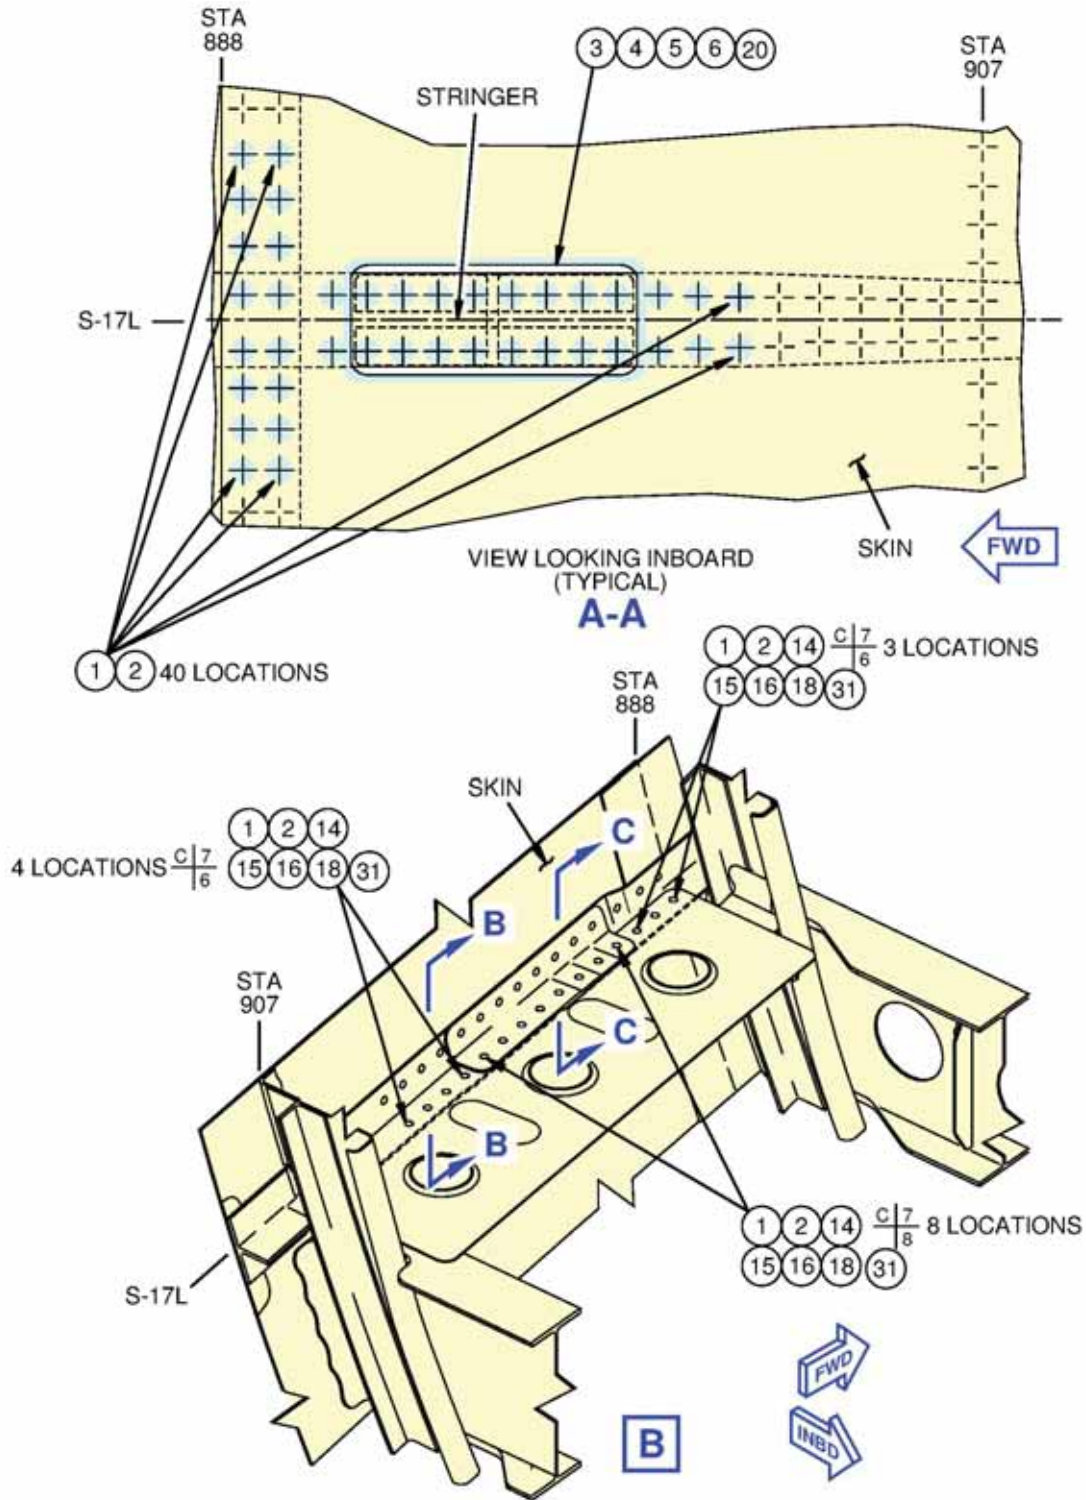 STA
888
3 4 5 6 20
STA
907
STRINGER
S-17L
SKIN
FWD
VIEW LOOKING INBOARD
(TYPICAL)
A-A
1 2 40 LOCATIONS
1 2 14 C 7 6 3 LOCATIONS
15 16 18 31
STA
888
SKIN
C
1 2 14
4 LOCATIONS C 7 6 15 16 18 31
B
STA
907
C
B
1 2 14 C 7 8 8 LOCATIONS
15 16 18 31
S-17L
FWD
INBD
B